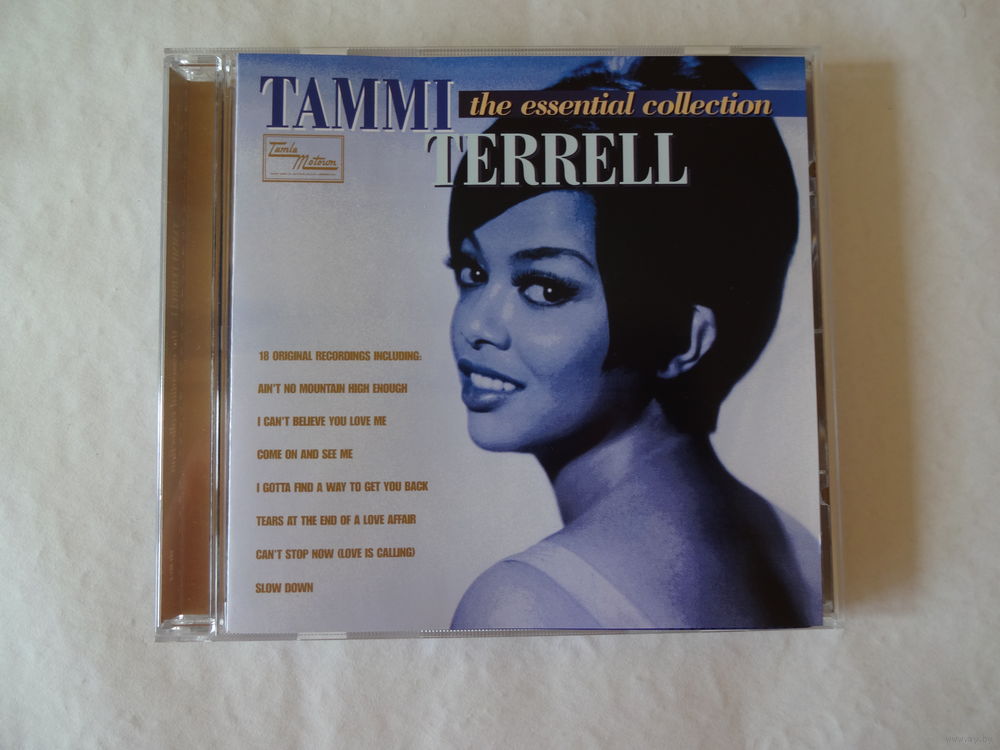 TAMMI
the essential collection
TERRELL
Tamla
Motown
18 ORIGINAL RECORDINGS INCLUDING:
AIN'T NO MOUNTAIN HIGH ENOUGH
I CAN'T BELIEVE YOU LOVE ME
COME ON AND SEE ME
I GOTTA FIND A WAY TO GET YOU BACK
TEARS AT THE END OF A LOVE AFFAIR
CAN'T STOP NOW (LOVE IS CALLING)
SLOW DOWN